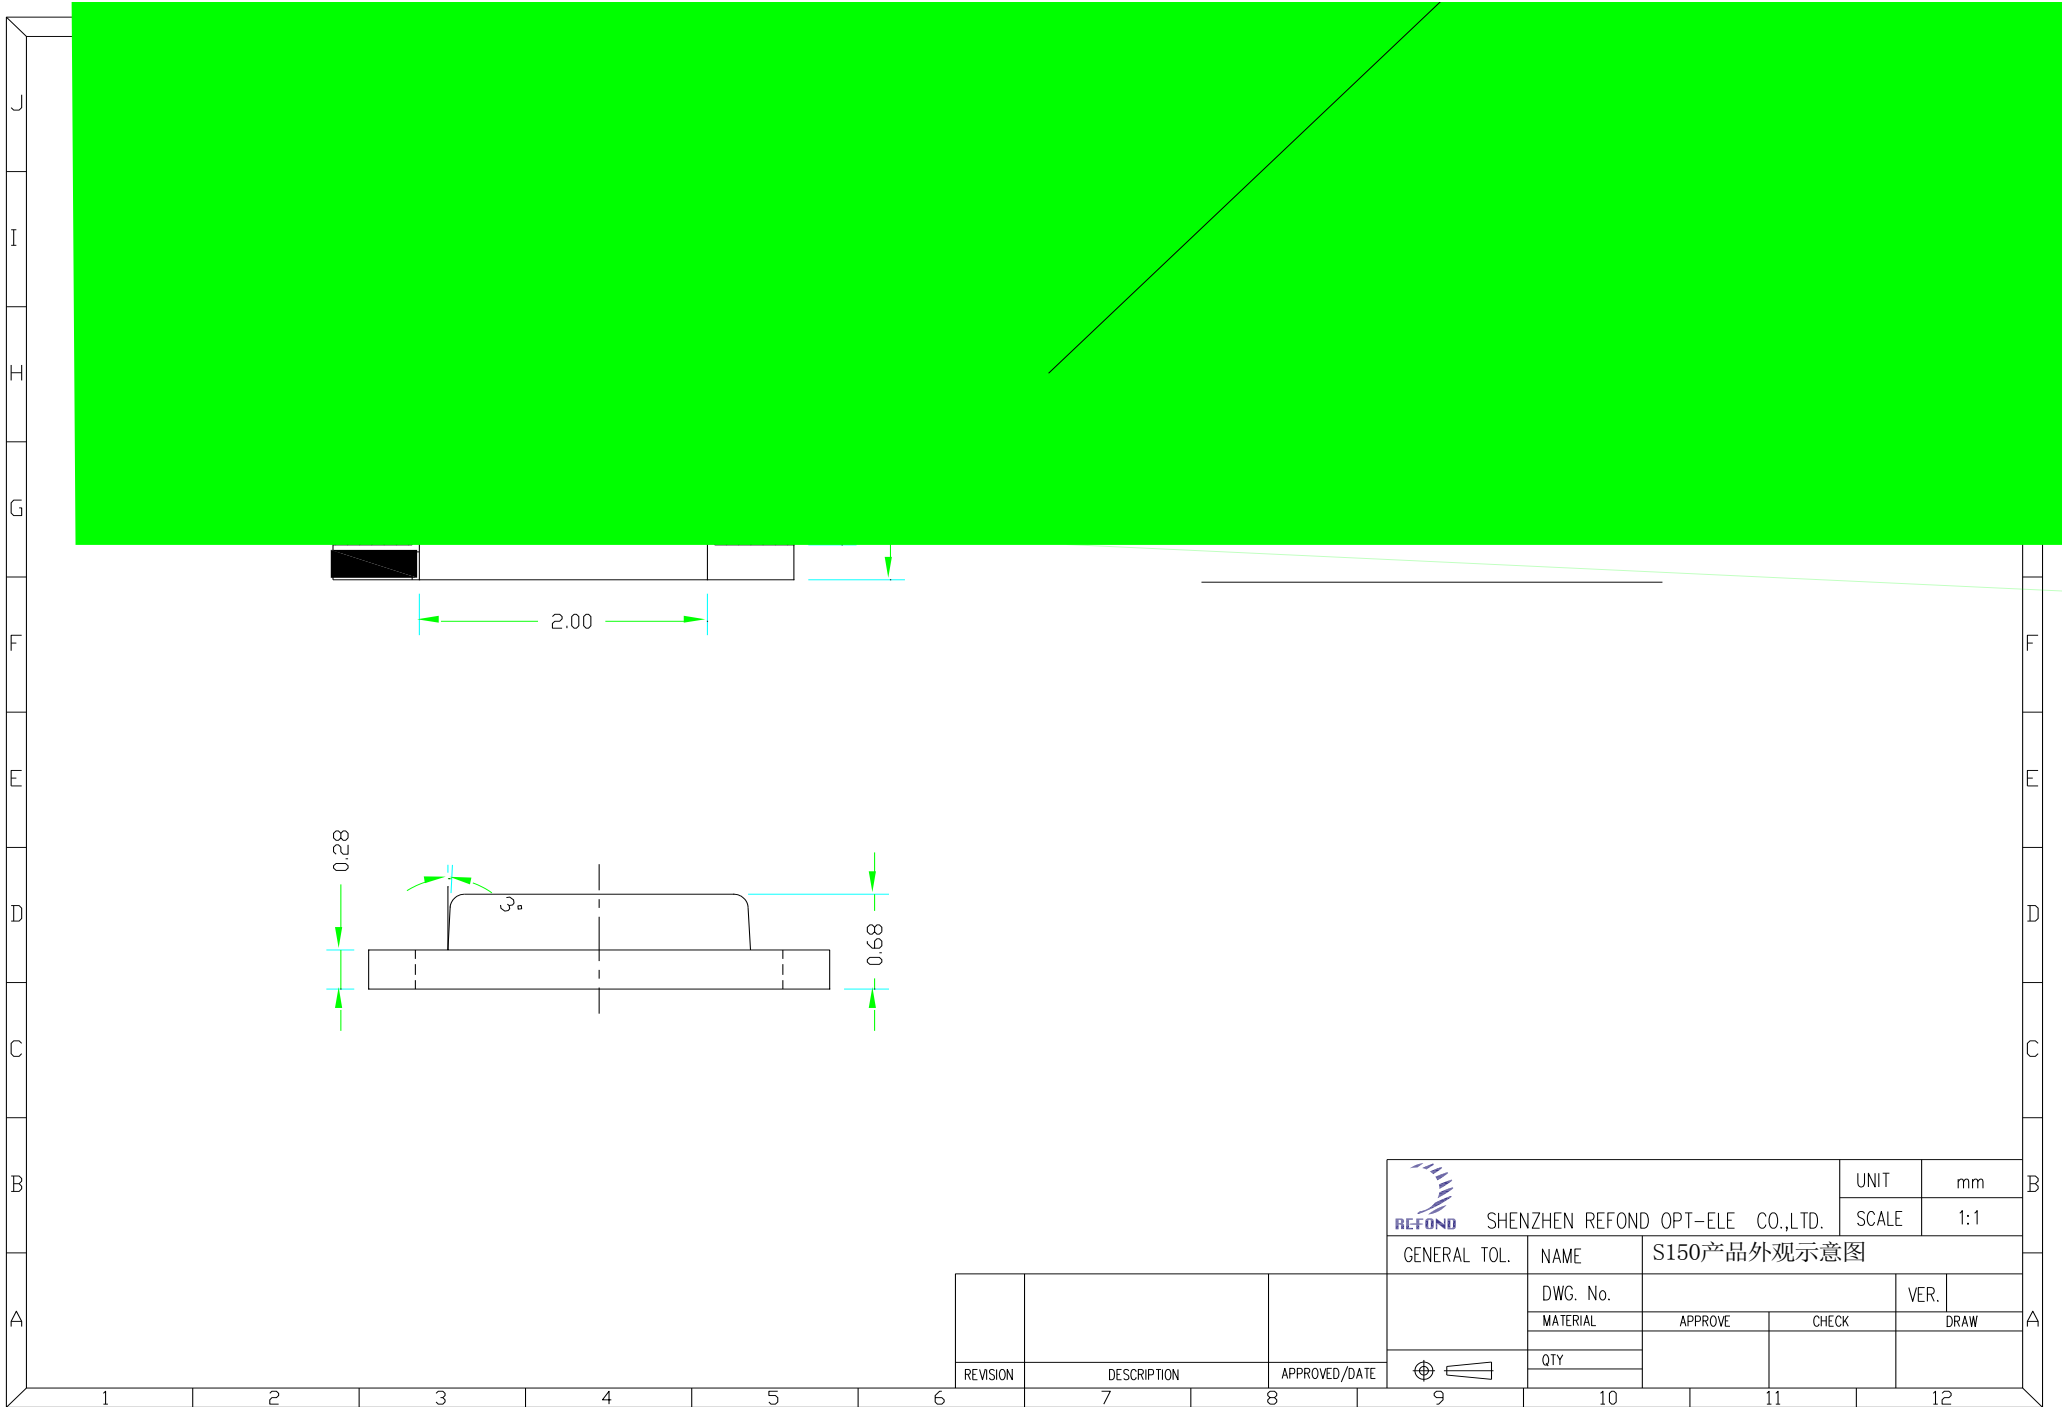 J
I
H
G
2.00
F F
E E
0.28
3°
D D
0.68
C C
B B
UNIT mm
REFOND SHENZHEN REFOND OPT-ELE CO.,LTD. SCALE 1:1
GENERAL TOL. NAME S150产品外观示意图
DWG. No. VER.
A A
MATERIAL APPROVE CHECK DRAW
QTY
REVISION DESCRIPTION APPROVED/DATE
1 2 3 4 5 6 7 8 9 10 11 12